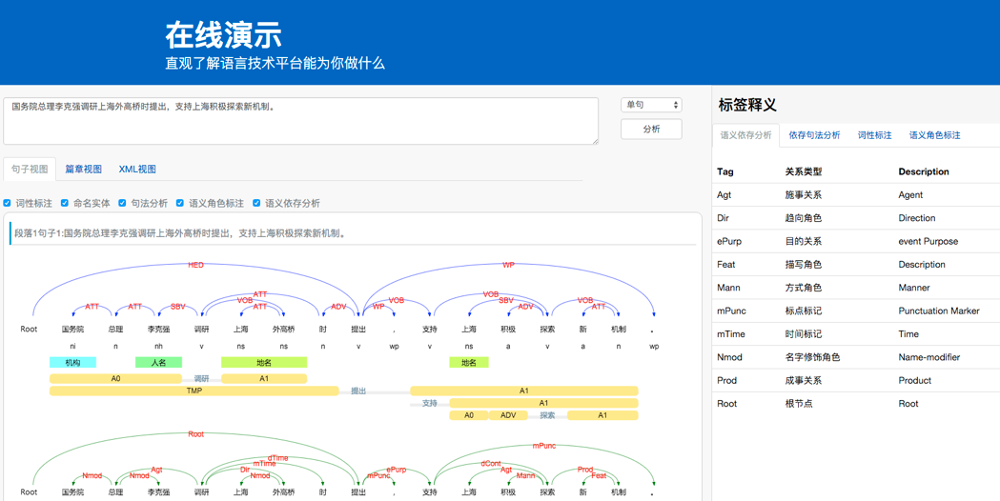 在线演示
直观了解语言技术平台能为你做什么
国务院总理李克强调研上海外高桥时提出，支持上海积极探索新机制。
单句
分析
句子视图 篇章视图 XML视图
词性标注 命名实体 句法分析 语义角色标注 语义依存分析
段落1句子1:国务院总理李克强调研上海外高桥时提出，支持上海积极探索新机制。
HED WP
ATT VOB
VOB SBV VOB
ATT ATT SBV ATT ADV WP VOB ADV ATT
Root 国务院 总理 李克强 调研 上海 外高桥 时 提出 ， 支持 上海 积极 探索 新 机制 。
ni n nh v ns ns n v wp v ns a v a n wp
机构 人名 地名 地名
A0 调研 A1
TMP 提出 A1
支持 A1
A0 ADV 探索 A1
Root mPunc
dTime
mTime dCont
Agt Dir ePurp Agt Prod
Nmod Nmod Nmod mPunc Mann Feat
Root 国务院 总理 李克强 调研 上海 外高桥 时 提出 ， 支持 上海 积极 探索 新 机制 。
标签释义
语义依存分析 依存句法分析 词性标注 语义角色标注
Tag 关系类型 Description
Agt 施事关系 Agent
Dir 趋向角色 Direction
ePurp 目的关系 event Purpose
Feat 描写角色 Description
Mann 方式角色 Manner
mPunc 标点标记 Punctuation Marker
mTime 时间标记 Time
Nmod 名字修饰角色 Name-modifier
Prod 成事关系 Product
Root 根节点 Root